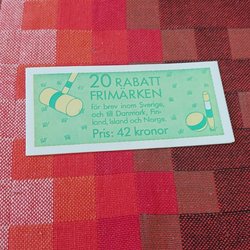 20 RABATT
FRIMÄRKEN
för brev inom Sverige,
och till Danmark, Fin-
land, Island och Norge.
Pris: 42 kronor